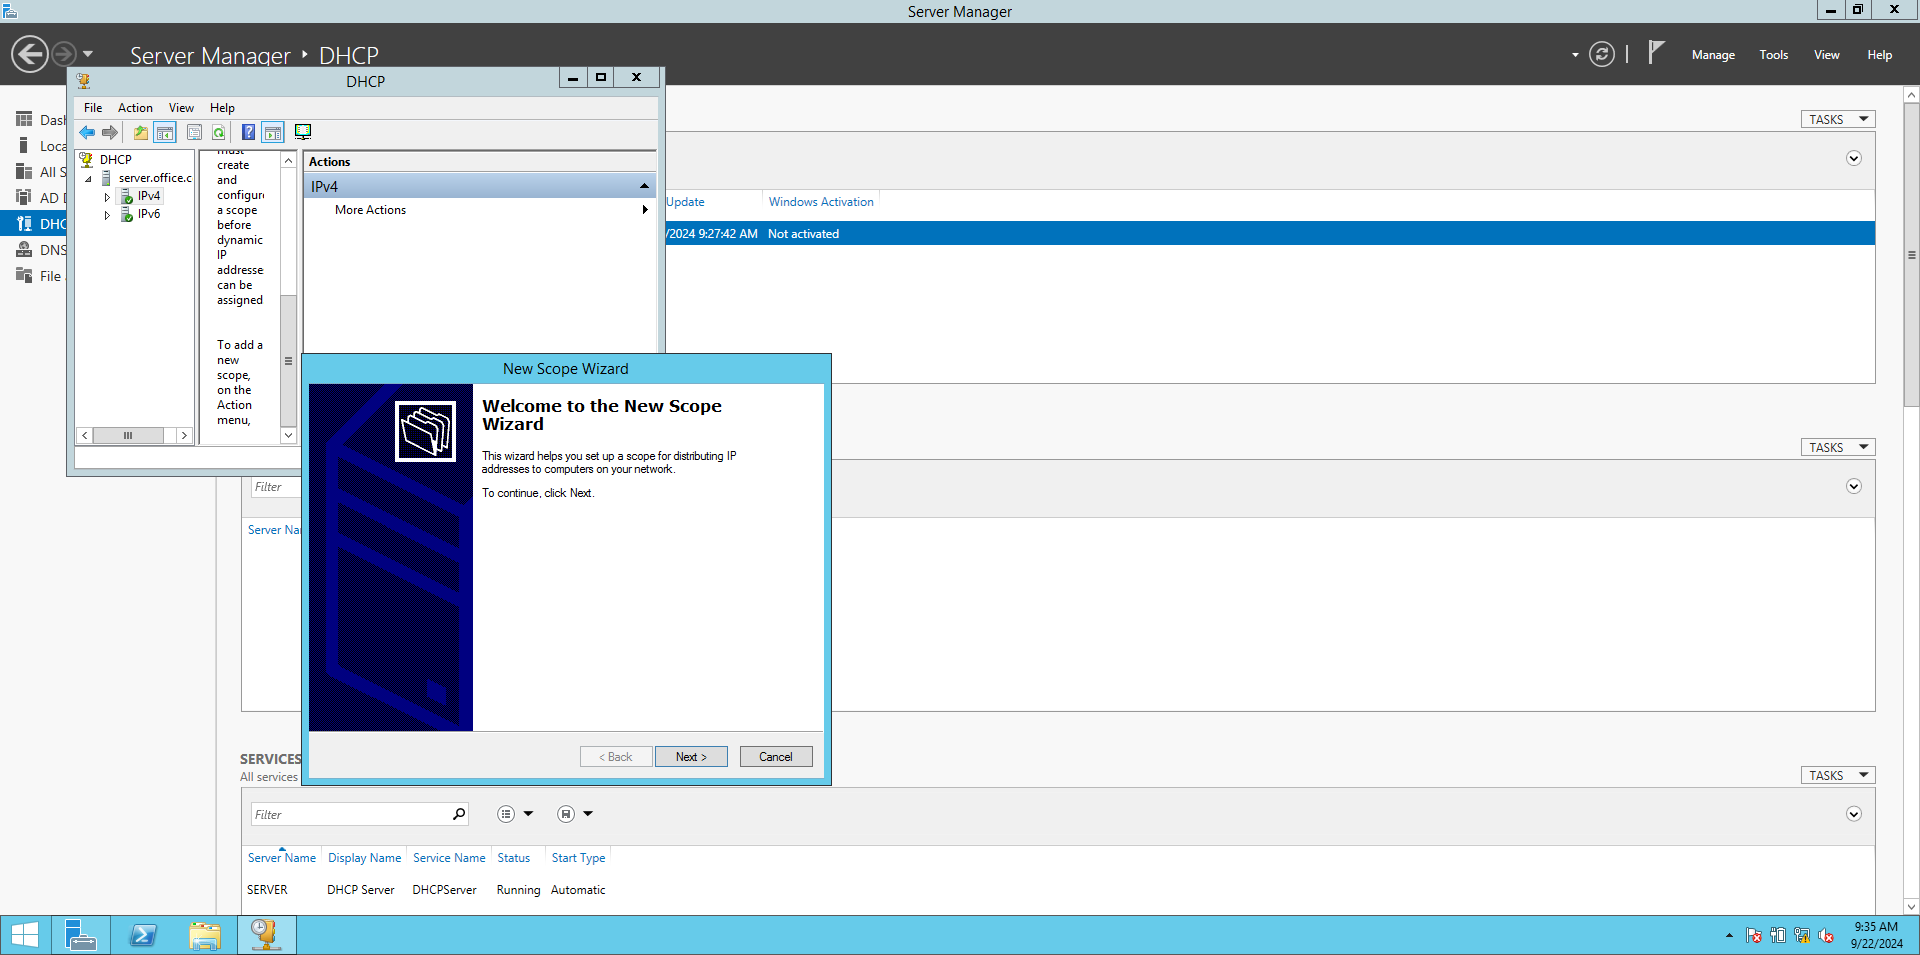 Server Manager
Server Manager ‣ DHCP
Manage Tools View Help
DHCP
File Action View Help
DHCP
server.office.c
IPv4
IPv6
create
and
configure
a scope
before
dynamic
IP
addresse
can be
assigned
To add a
new
scope,
on the
Action
menu,
Actions
IPv4
More Actions
Dash
Loca
All S
AD D
DHC
DNS
File
TASKS
Update Windows Activation
/2024 9:27:42 AM Not activated
TASKS
Filter
Server Na
New Scope Wizard
Welcome to the New Scope
Wizard
This wizard helps you set up a scope for distributing IP
addresses to computers on your network.
To continue, click Next.
< Back Next > Cancel
SERVICES
All services
TASKS
Filter
Server Name Display Name Service Name Status Start Type
SERVER DHCP Server DHCPServer Running Automatic
9:35 AM
9/22/2024